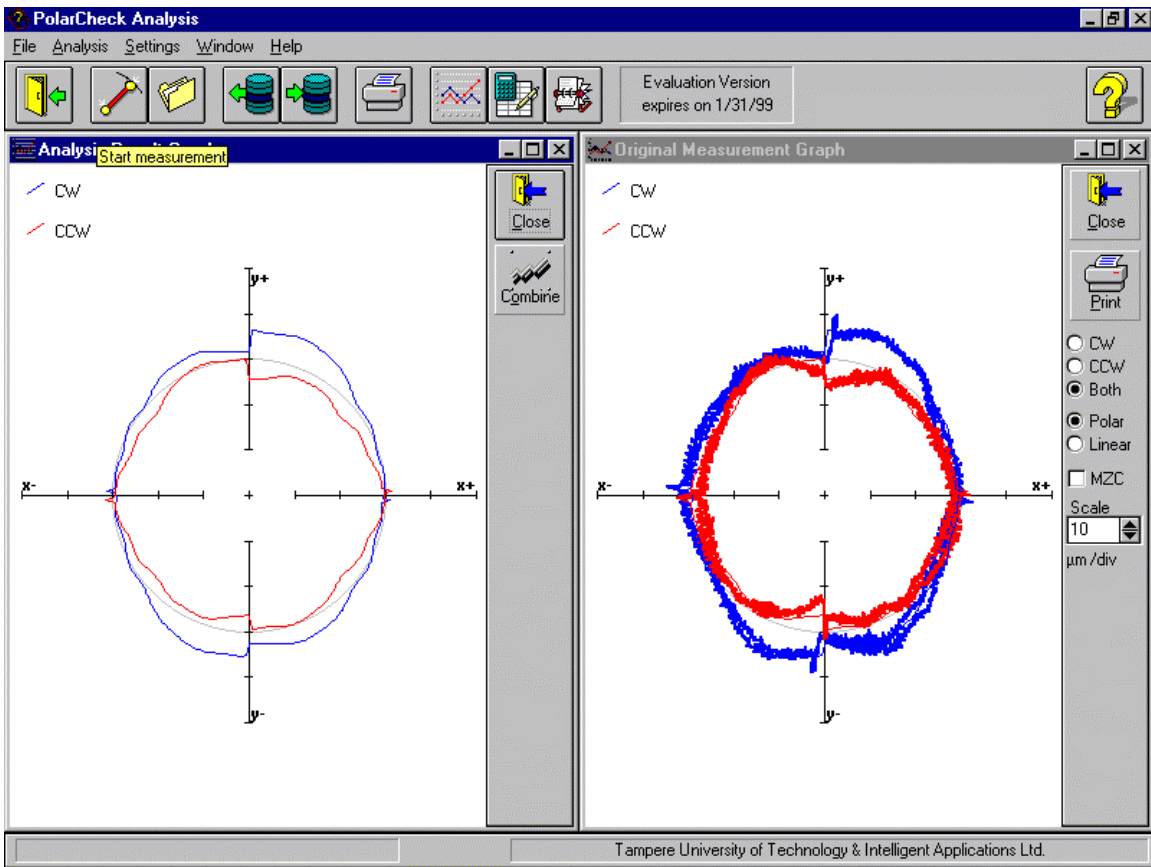 PolarCheck Analysis
File Analysis Settings Window Help
Evaluation Version
expires on 1/31/99
Analysis
Start measurement
CW
CCW
y+
x-
x+
y-
Close
Combine
Original Measurement Graph
CW
CCW
y+
x-
x+
y-
Close
Print
CW
CCW
Both
Polar
Linear
MZC
Scale
10
µm/div
Tampere University of Technology & Intelligent Applications Ltd.